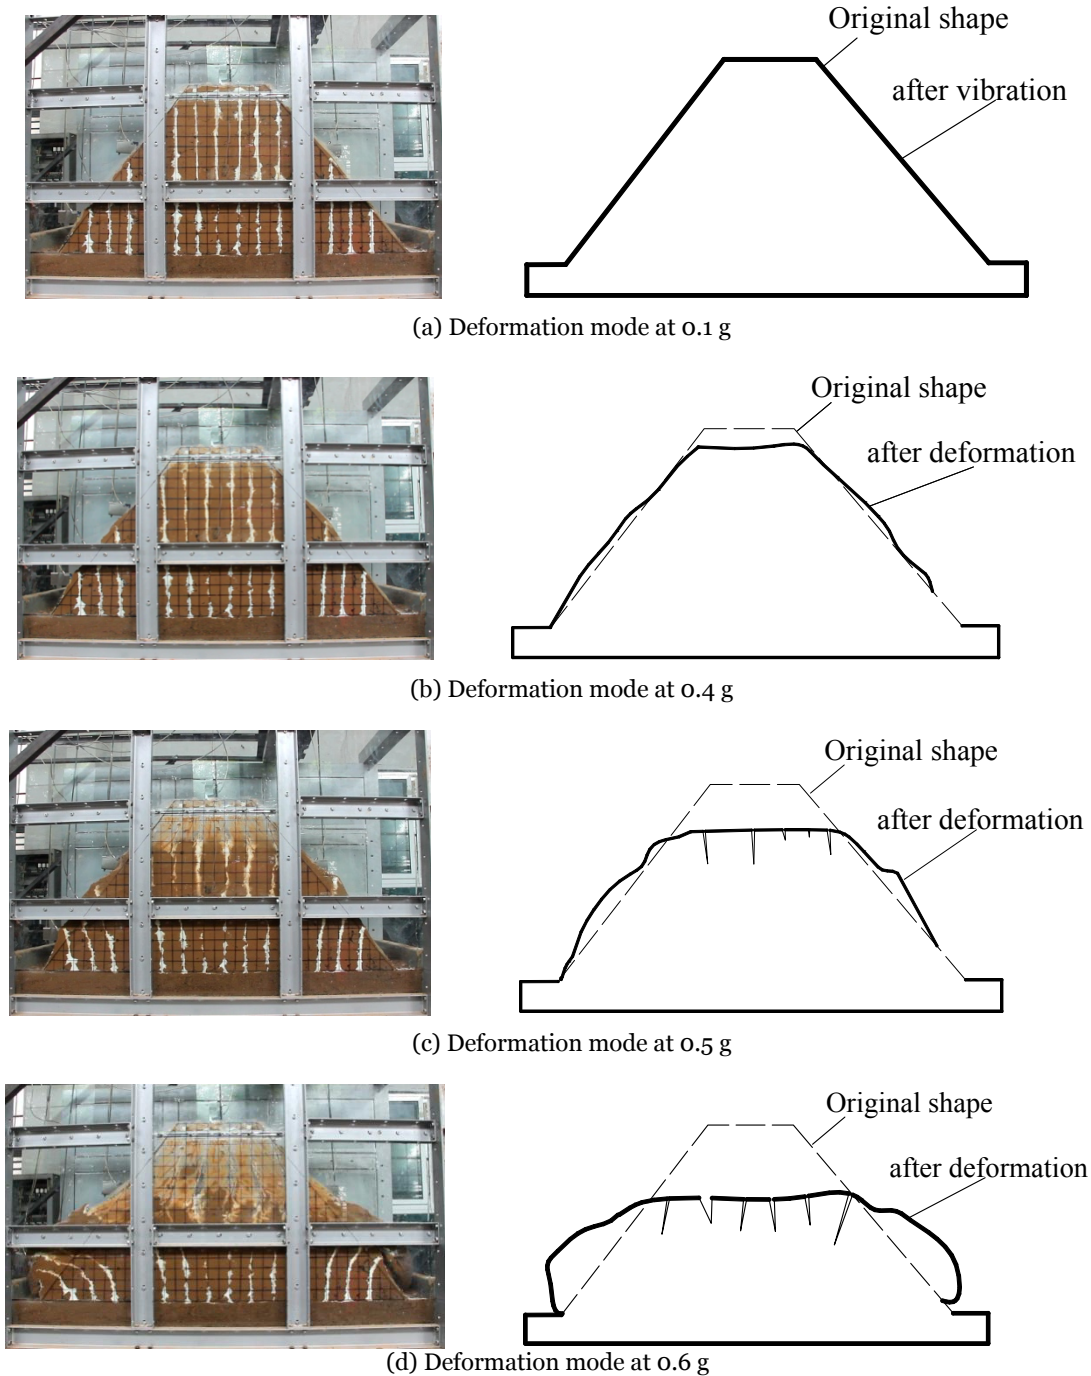 Original shape
after vibration
(a) Deformation mode at 0.1 g
Original shape
after deformation
(b) Deformation mode at 0.4 g
Original shape
after deformation
(c) Deformation mode at 0.5 g
Original shape
after deformation
(d) Deformation mode at 0.6 g